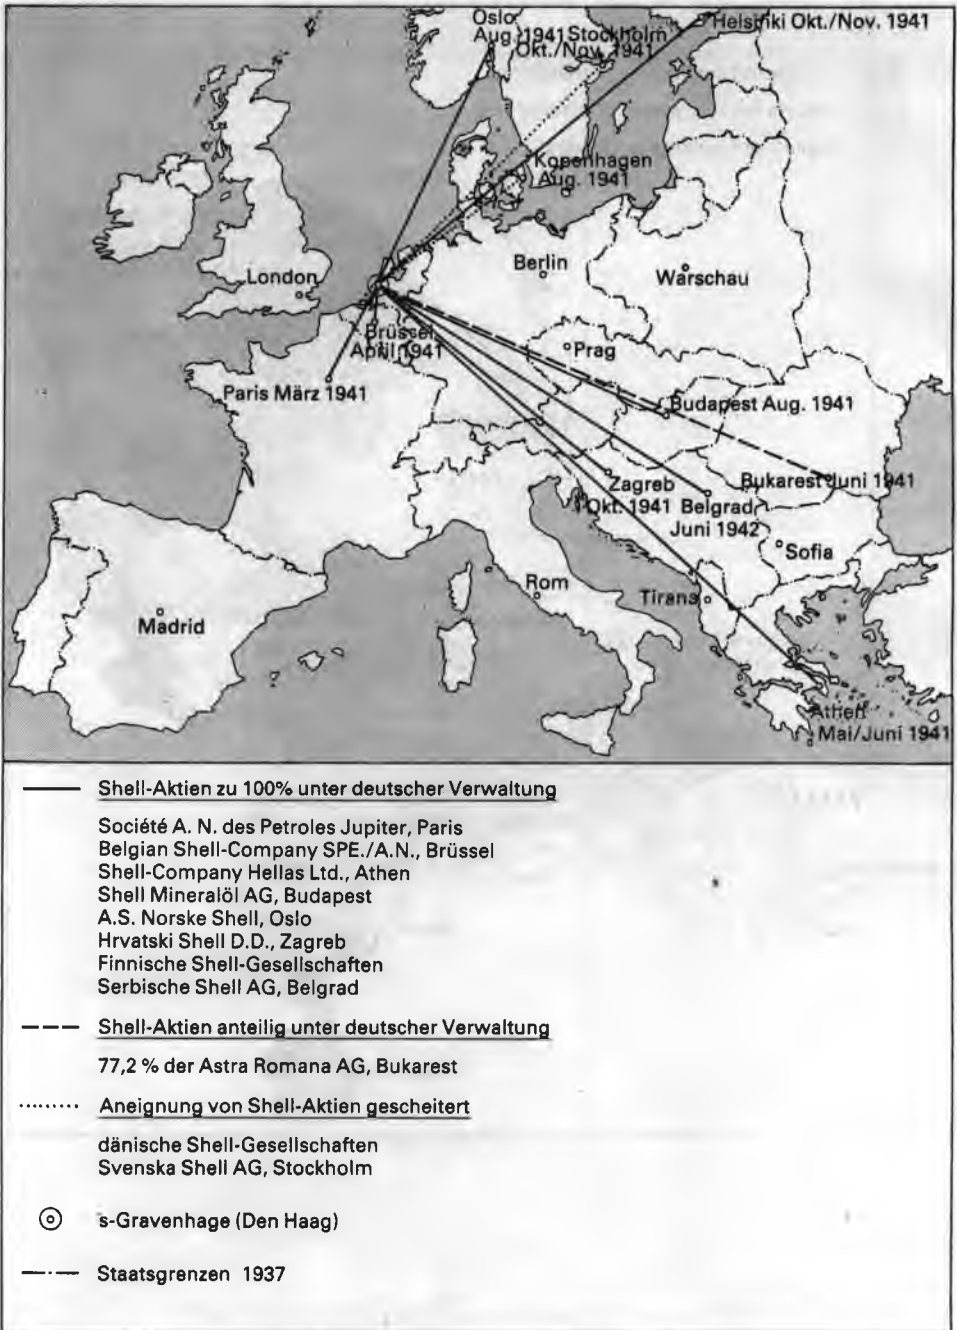 Oslo
Aug. 1941 Stockholm
Okt./Nov. 1941
Helsinki Okt./Nov. 1941
Kopenhagen
Aug. 1941
London
Berlin
Warschau
Brüssel
April 1941
Prag
Paris März 1941
Budapest Aug. 1941
Zagreb
Okt. 1941
Bukarest Juni 1941
Belgrad
Juni 1942
Sofia
Rom
Tirana
Madrid
Athen
Mai/Juni 1941
Shell-Aktien zu 100% unter deutscher Verwaltung
Société A. N. des Petroles Jupiter, Paris
Belgian Shell-Company SPE./A.N., Brüssel
Shell-Company Hellas Ltd., Athen
Shell Mineralöl AG, Budapest
A.S. Norske Shell, Oslo
Hrvatski Shell D.D., Zagreb
Finnische Shell-Gesellschaften
Serbische Shell AG, Belgrad
Shell-Aktien anteilig unter deutscher Verwaltung
77,2 % der Astra Romana AG, Bukarest
Aneignung von Shell-Aktien gescheitert
dänische Shell-Gesellschaften
Svenska Shell AG, Stockholm
's-Gravenhage (Den Haag)
Staatsgrenzen 1937